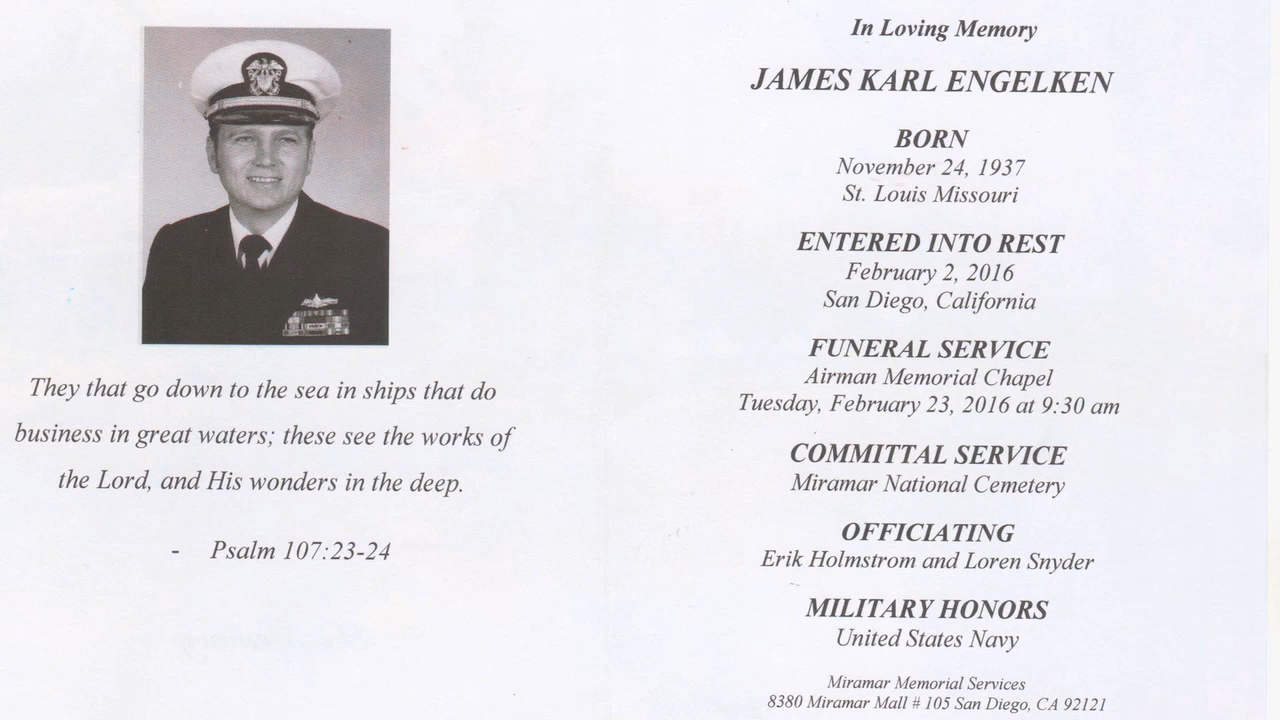 They that go down to the sea in ships that do
business in great waters; these see the works of
the Lord, and His wonders in the deep.
- Psalm 107:23-24
In Loving Memory
JAMES KARL ENGELKEN
BORN
November 24, 1937
St. Louis Missouri
ENTERED INTO REST
February 2, 2016
San Diego, California
FUNERAL SERVICE
Airman Memorial Chapel
Tuesday, February 23, 2016 at 9:30 am
COMMITTAL SERVICE
Miramar National Cemetery
OFFICIATING
Erik Holmstrom and Loren Snyder
MILITARY HONORS
United States Navy
Miramar Memorial Services
8380 Miramar Mall # 105 San Diego, CA 92121